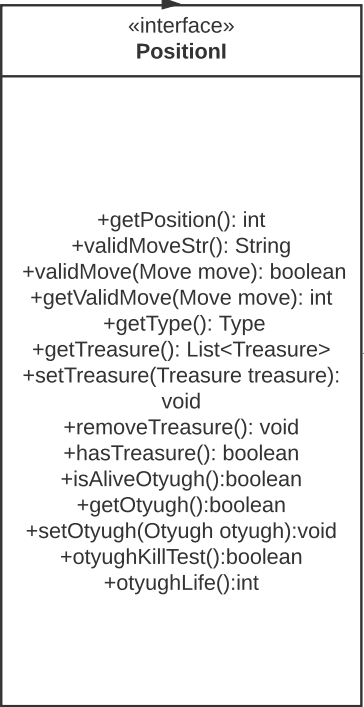 «interface»
PositionI
+getPosition(): int
+validMoveStr(): String
+validMove(Move move): boolean
+getValidMove(Move move): int
+getType(): Type
+getTreasure(): List<Treasure>
+setTreasure(Treasure treasure):
void
+removeTreasure(): void
+hasTreasure(): boolean
+isAliveOtyugh():boolean
+getOtyugh():boolean
+setOtyugh(Otyugh otyugh):void
+otyughKillTest():boolean
+otyughLife():int